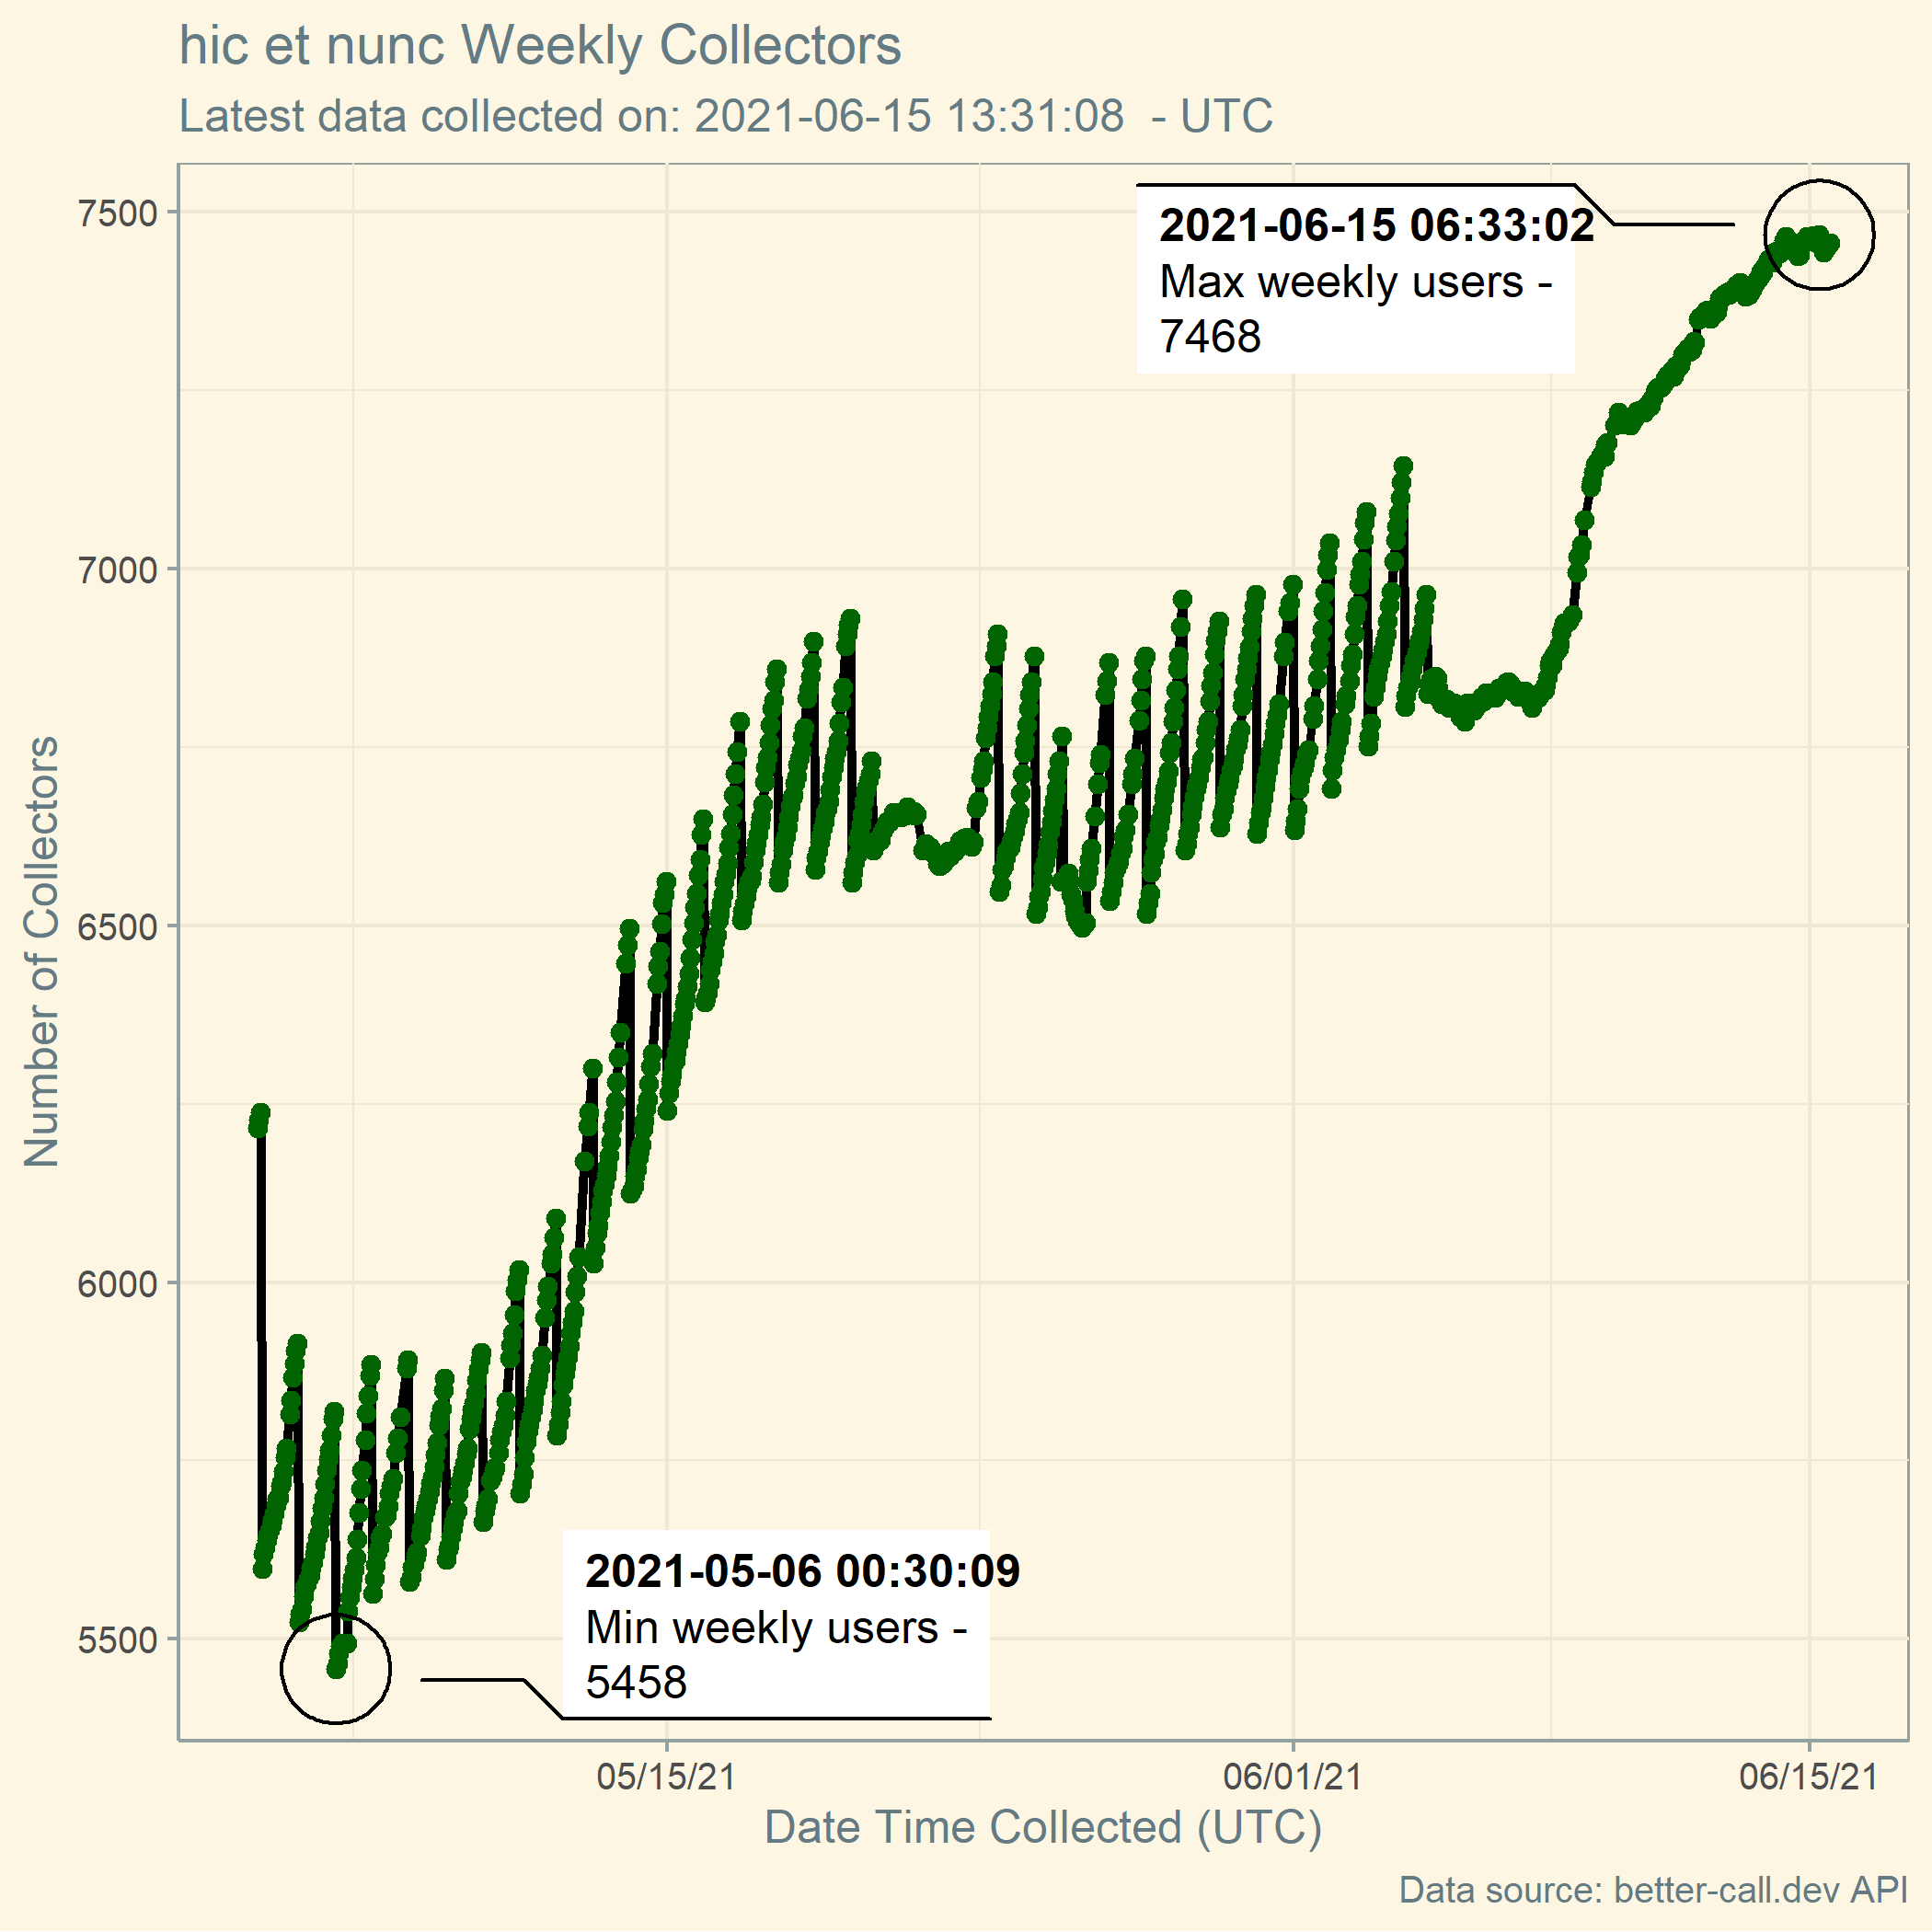 hic et nunc Weekly Collectors
Latest data collected on: 2021-06-15 13:31:08  - UTC
7500
7000
6500
6000
5500
Number of Collectors
2021-06-15 06:33:02
Max weekly users -
7468
2021-05-06 00:30:09
Min weekly users -
5458
05/15/21
06/01/21
06/15/21
Date Time Collected (UTC)
Data source: better-call.dev API